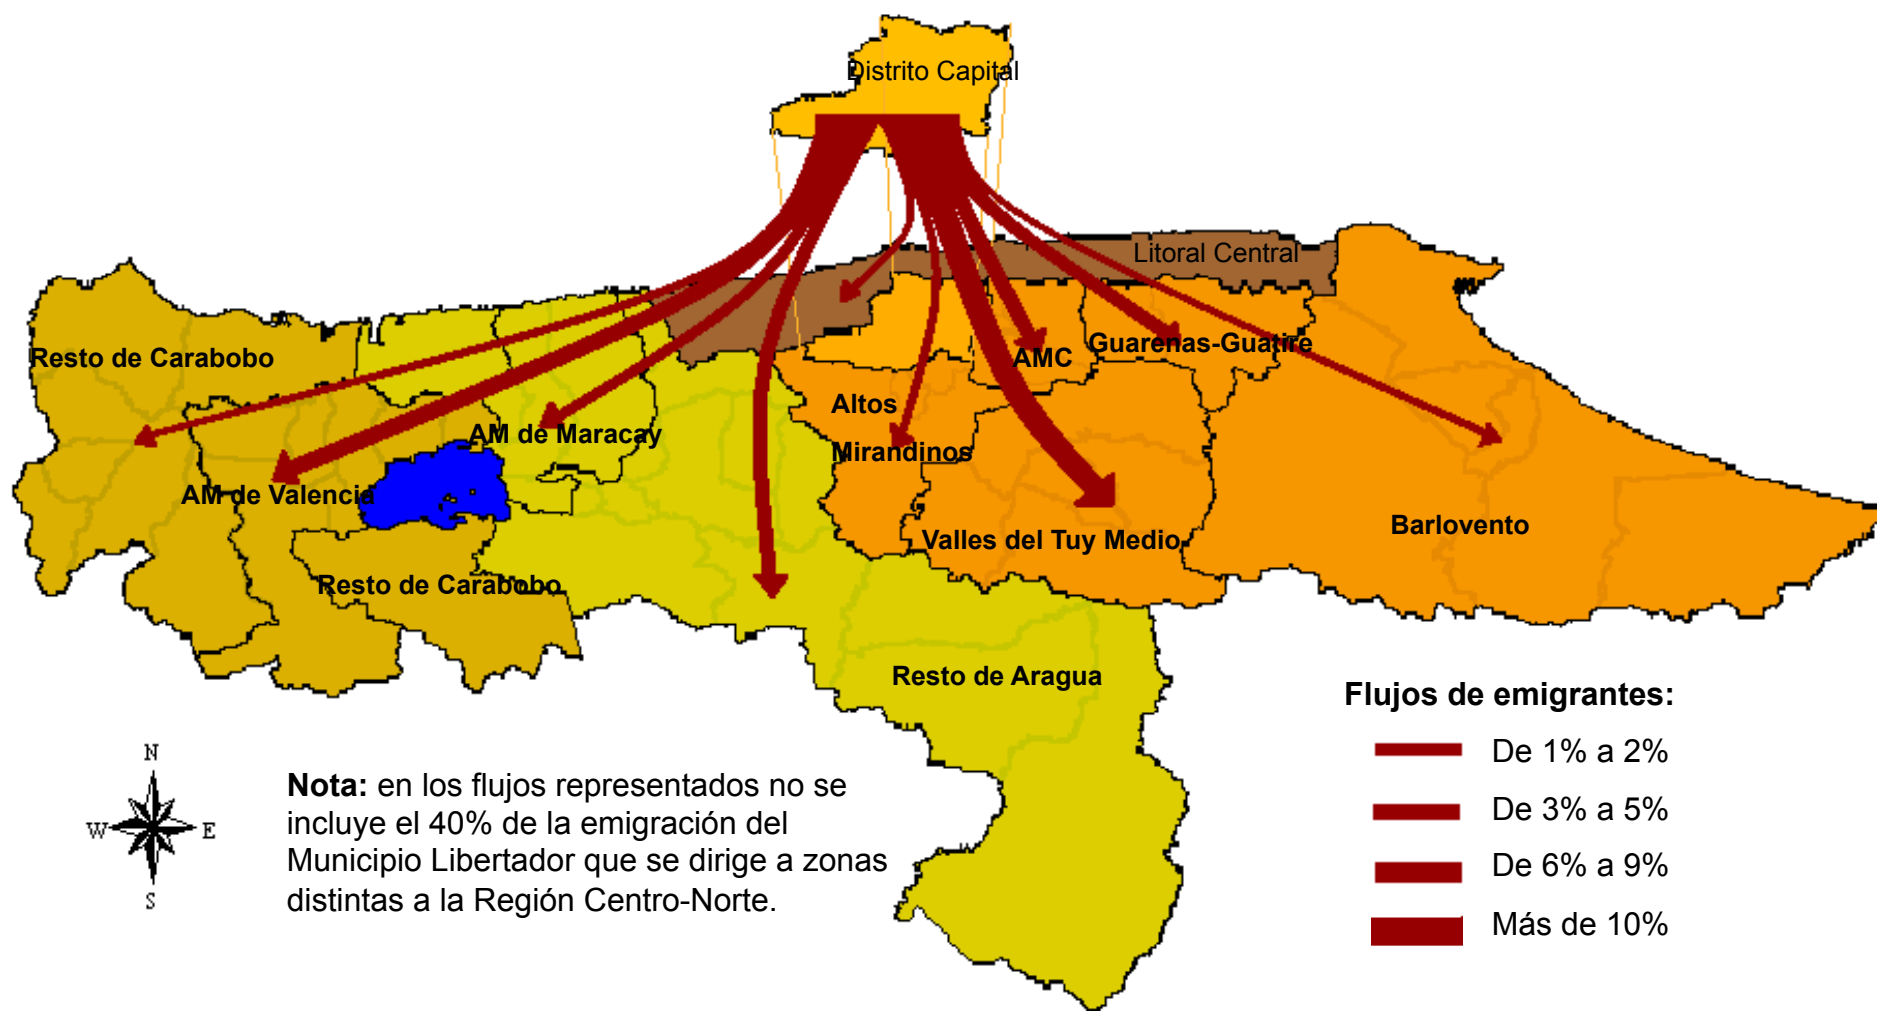 Distrito Capital
Litoral Central
Resto de Carabobo
AMC
Guarenas-Guatire
Altos
Mirandinos
AM de Maracay
AM de Valencia
Valles del Tuy Medio
Barlovento
Resto de Carabobo
Resto de Aragua
Flujos de emigrantes:
De 1% a 2%
De 3% a 5%
De 6% a 9%
Más de 10%
N
W
E
S
Nota: en los flujos representados no se
incluye el 40% de la emigración del
Municipio Libertador que se dirige a zonas
distintas a la Región Centro-Norte.